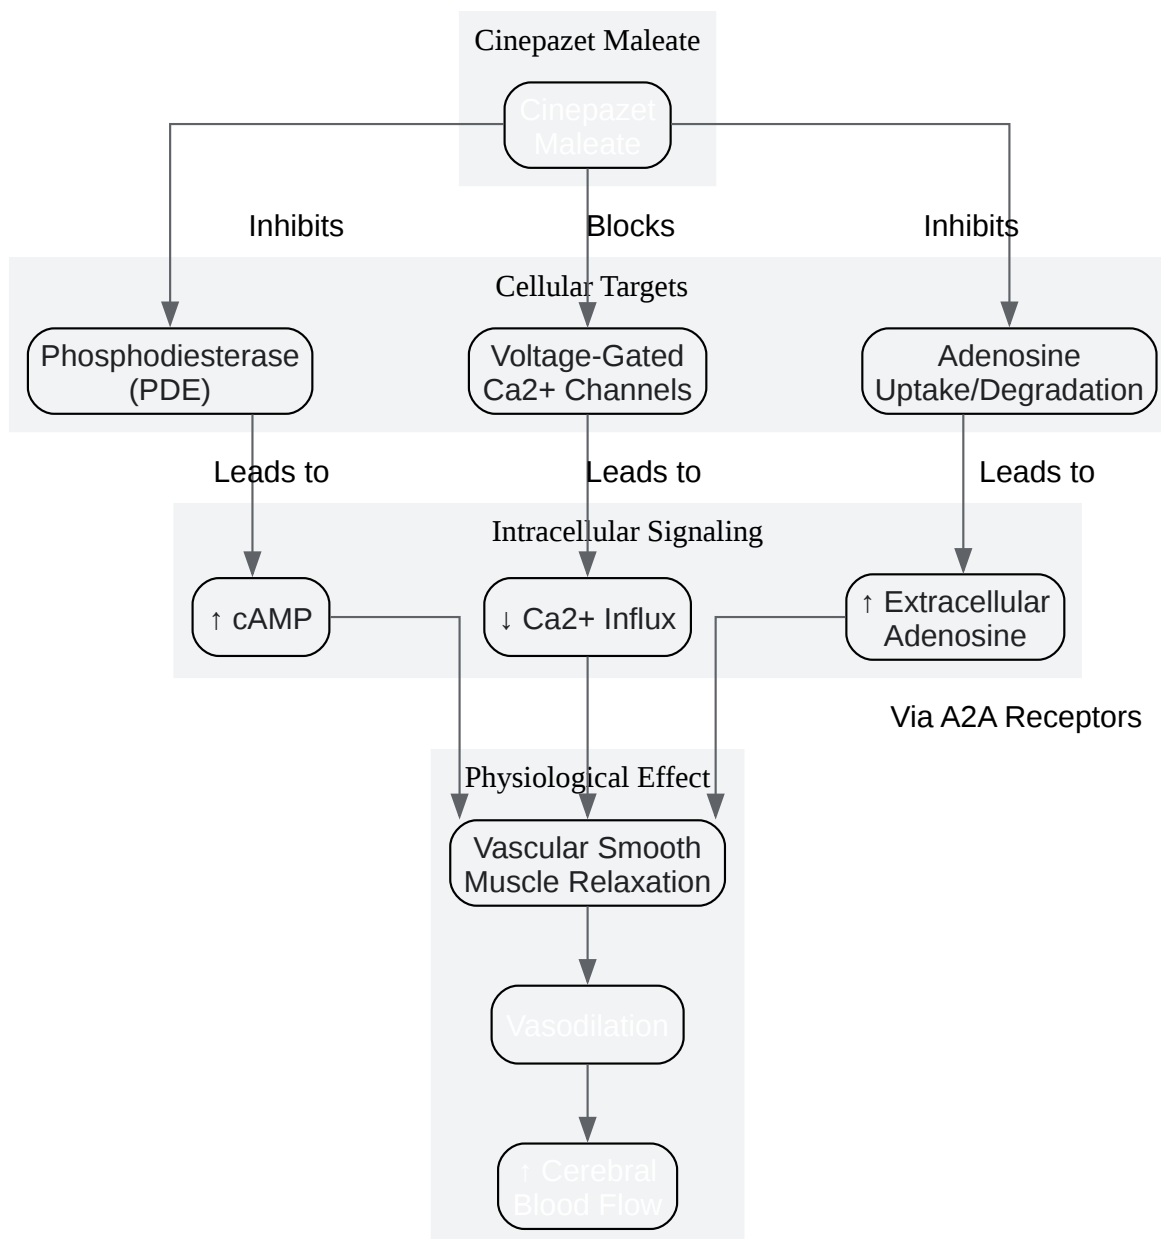 Cinepazet Maleate
Cinepazet
Maleate
Inhibits
Blocks
Inhibits
Cellular Targets
Phosphodiesterase
(PDE)
Voltage-Gated
Ca2+ Channels
Adenosine
Uptake/Degradation
Leads to
Leads to
Leads to
Intracellular Signaling
↑ cAMP
↓ Ca2+ Influx
↑ Extracellular
Adenosine
Via A2A Receptors
Physiological Effect
Vascular Smooth
Muscle Relaxation
Vasodilation
↑ Cerebral
Blood Flow